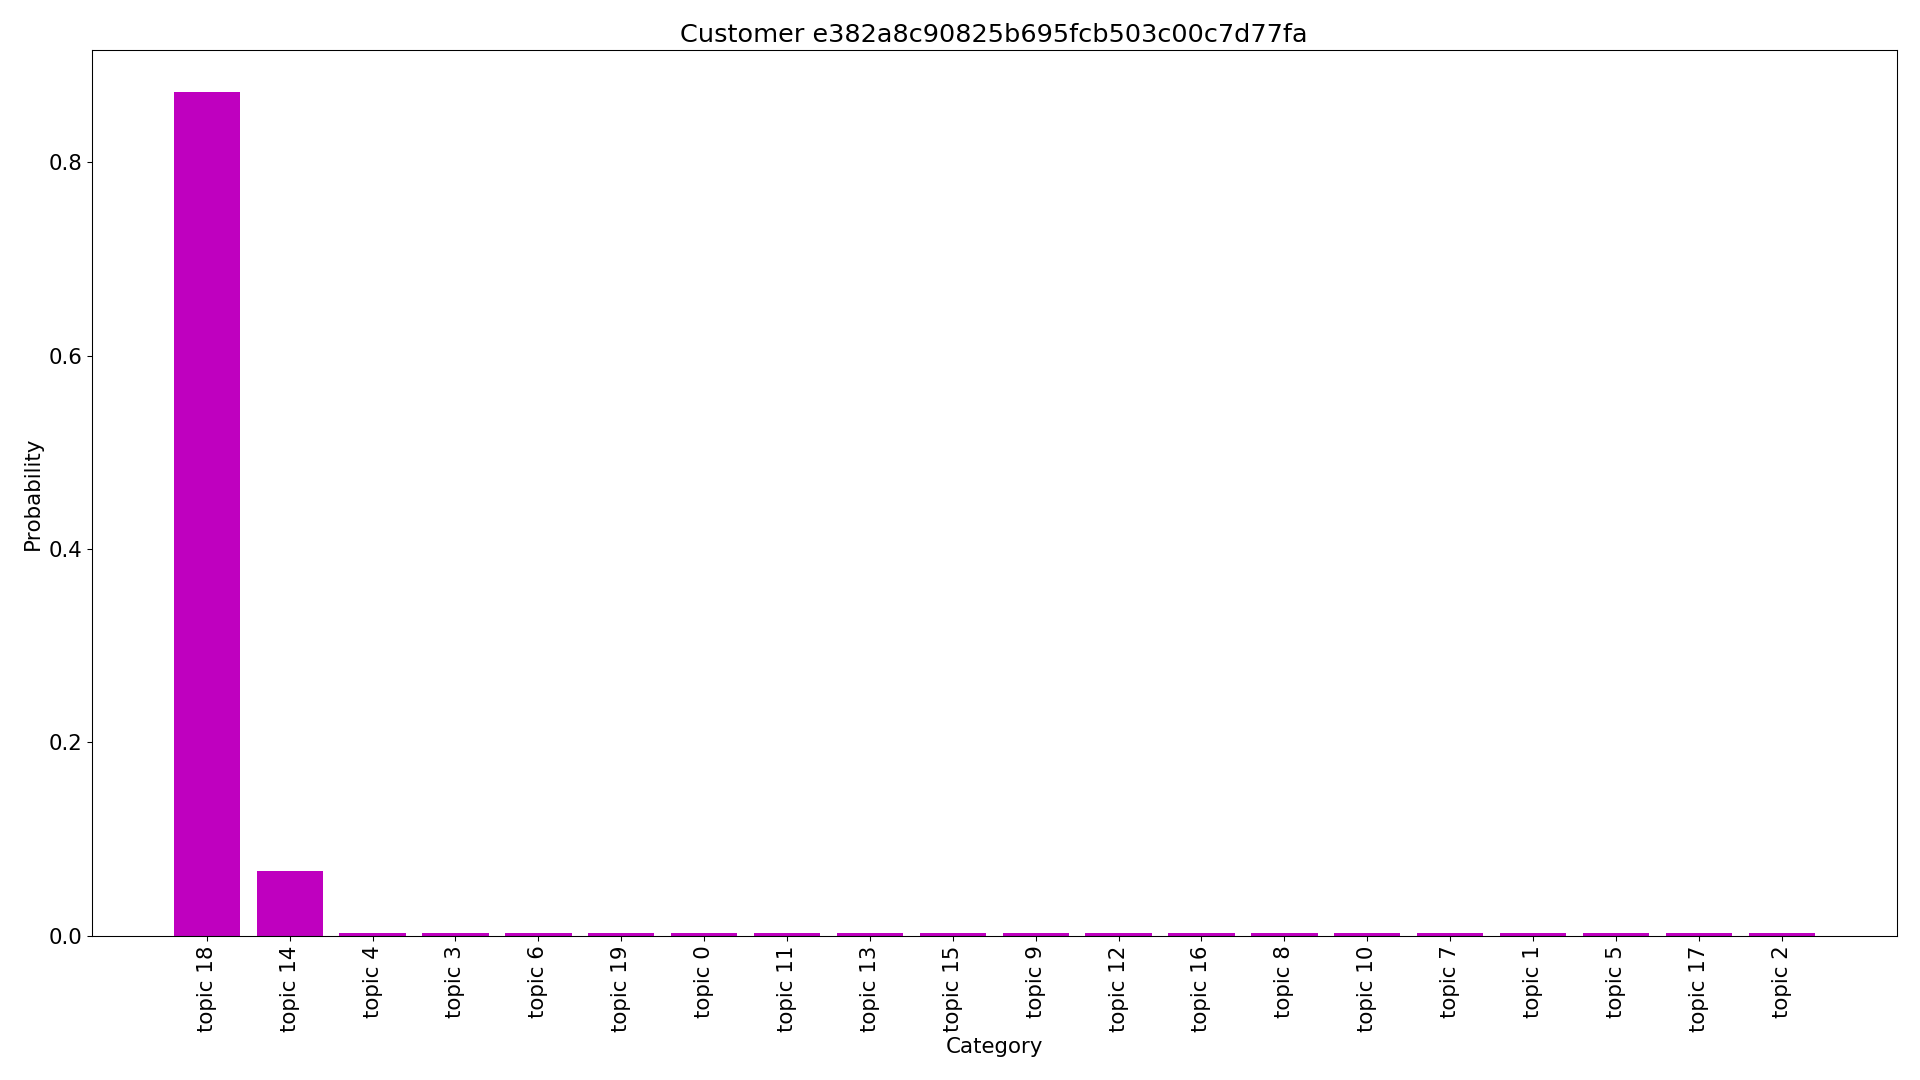 Customer e382a8c90825b695fcb503c00c7d77fa
Probability
0.8
0.6
0.4
0.2
0.0
topic 18
topic 14
topic 4
topic 3
topic 6
topic 19
topic 0
topic 11
topic 13
topic 15
topic 9
topic 12
topic 16
topic 8
topic 10
topic 7
topic 1
topic 5
topic 17
topic 2
Category